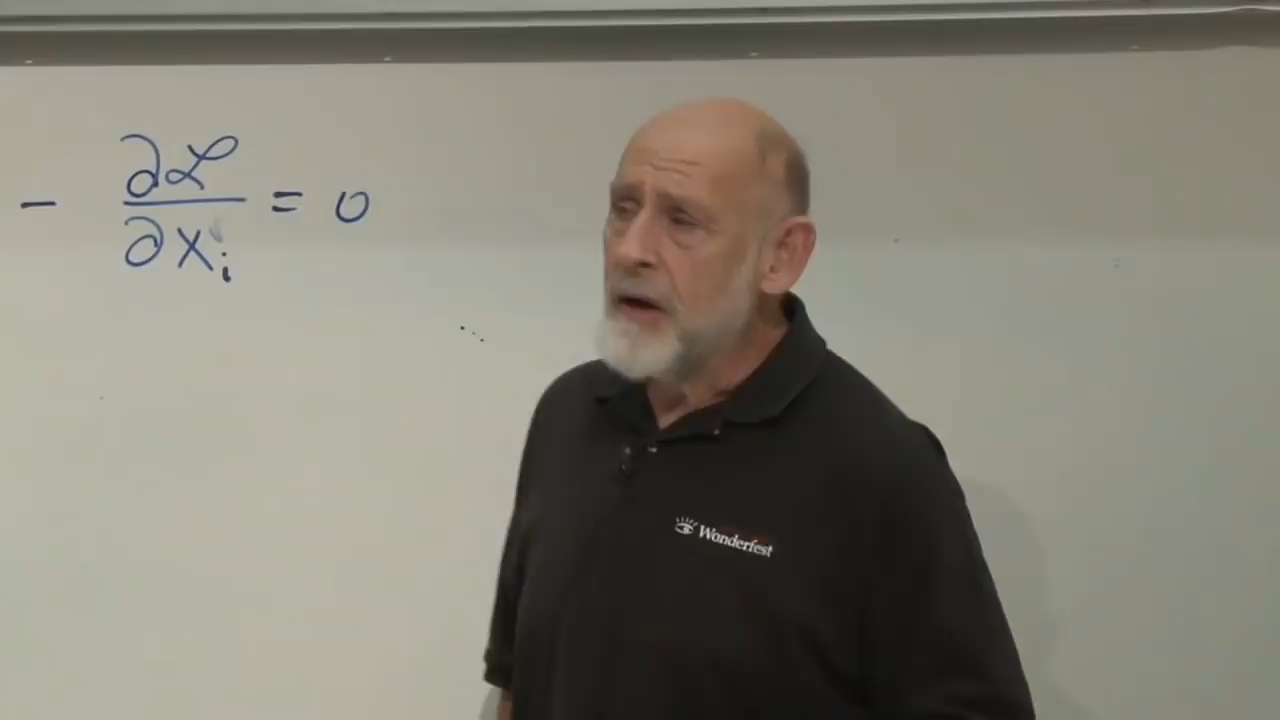 - ∂ℒ/∂xᵢ = 0
Wonderfest